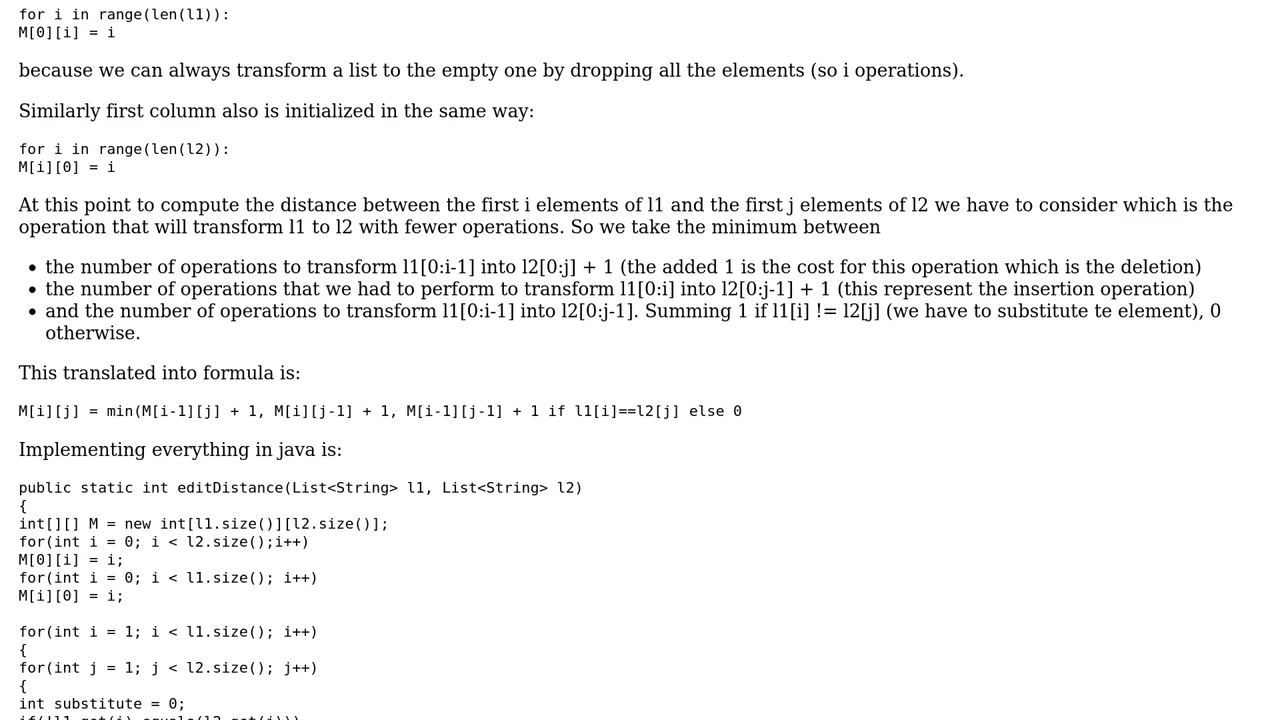 for i in range(len(l1)):
M[0][i] = i
because we can always transform a list to the empty one by dropping all the elements (so i operations).
Similarly first column also is initialized in the same way:
for i in range(len(l2)):
M[i][0] = i
At this point to compute the distance between the first i elements of l1 and the first j elements of l2 we have to consider which is the
operation that will transform l1 to l2 with fewer operations. So we take the minimum between
• the number of operations to transform l1[0:i-1] into l2[0:j] + 1 (the added 1 is the cost for this operation which is the deletion)
• the number of operations that we had to perform to transform l1[0:i] into l2[0:j-1] + 1 (this represent the insertion operation)
• and the number of operations to transform l1[0:i-1] into l2[0:j-1]. Summing 1 if l1[i] != l2[j] (we have to substitute te element), 0
otherwise.
This translated into formula is:
M[i][j] = min(M[i-1][j] + 1, M[i][j-1] + 1, M[i-1][j-1] + 1 if l1[i]==l2[j] else 0
Implementing everything in java is:
public static int editDistance(List<String> l1, List<String> l2)
{
int[][] M = new int[l1.size()][l2.size()];
for(int i = 0; i < l2.size();i++)
M[0][i] = i;
for(int i = 0; i < l1.size(); i++)
M[i][0] = i;
for(int i = 1; i < l1.size(); i++)
{
for(int j = 1; j < l2.size(); j++)
{
int substitute = 0;
if(!l1.get(i).equals(l2.get(j)))